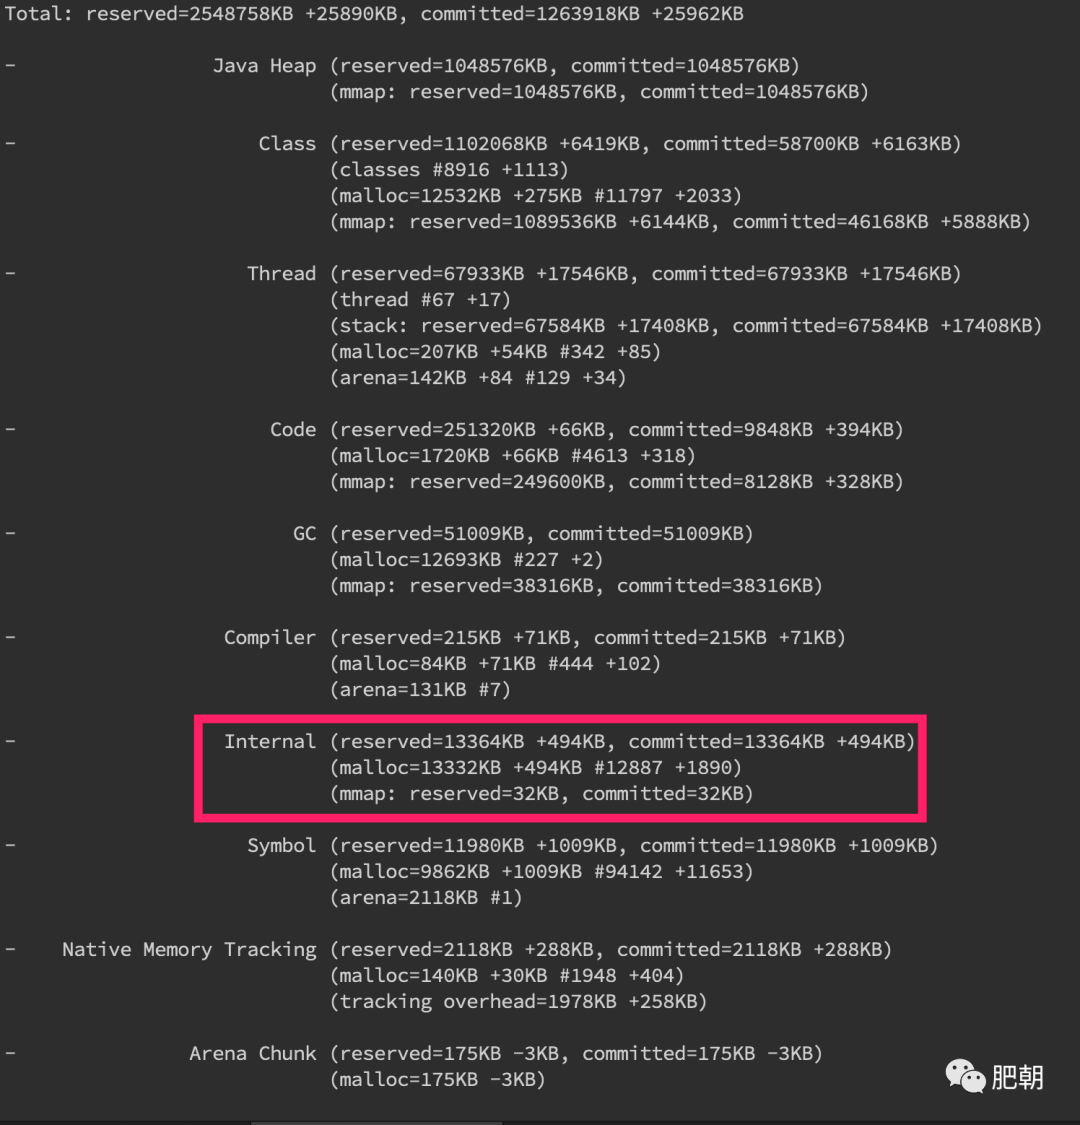 Total: reserved=2548758KB +25890KB, committed=1263918KB +25962KB
- Java Heap (reserved=1048576KB, committed=1048576KB)
(mmap: reserved=1048576KB, committed=1048576KB)
- Class (reserved=1102068KB +6419KB, committed=58700KB +6163KB)
(classes #8916 +1113)
(malloc=12532KB +275KB #11797 +2033)
(mmap: reserved=1089536KB +6144KB, committed=46168KB +5888KB)
- Thread (reserved=67933KB +17546KB, committed=67933KB +17546KB)
(thread #67 +17)
(stack: reserved=67584KB +17408KB, committed=67584KB +17408KB)
(malloc=207KB +54KB #342 +85)
(arena=142KB +84 #129 +34)
- Code (reserved=251320KB +66KB, committed=9848KB +394KB)
(malloc=1720KB +66KB #4613 +318)
(mmap: reserved=249600KB, committed=8128KB +328KB)
- GC (reserved=51009KB, committed=51009KB)
(malloc=12693KB #227 +2)
(mmap: reserved=38316KB, committed=38316KB)
- Compiler (reserved=215KB +71KB, committed=215KB +71KB)
(malloc=84KB +71KB #444 +102)
(arena=131KB #7)
- Internal (reserved=13364KB +494KB, committed=13364KB +494KB)
(malloc=13332KB +494KB #12887 +1890)
(mmap: reserved=32KB, committed=32KB)
- Symbol (reserved=11980KB +1009KB, committed=11980KB +1009KB)
(malloc=9862KB +1009KB #94142 +11653)
(arena=2118KB #1)
- Native Memory Tracking (reserved=2118KB +288KB, committed=2118KB +288KB)
(malloc=140KB +30KB #1948 +404)
(tracking overhead=1978KB +258KB)
- Arena Chunk (reserved=175KB -3KB, committed=175KB -3KB)
(malloc=175KB -3KB)
肥朝